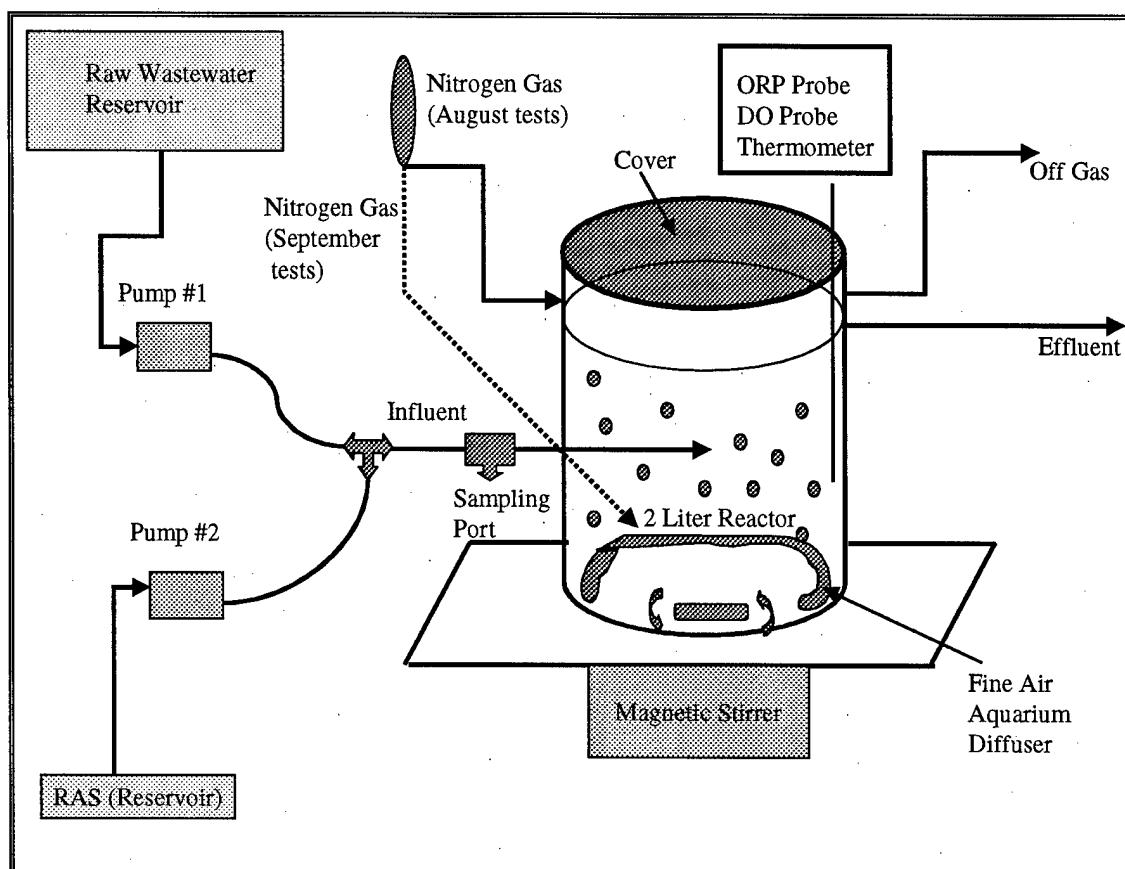 Raw Wastewater
Reservoir
Nitrogen Gas
(August tests)
ORP Probe
DO Probe
Thermometer
Cover
Off Gas
Nitrogen Gas
(September
tests)
Pump #1
Effluent
Influent
Sampling
Port
2 Liter Reactor
Pump #2
Fine Air
Aquarium
Diffuser
Magnetic Stirrer
RAS (Reservoir)